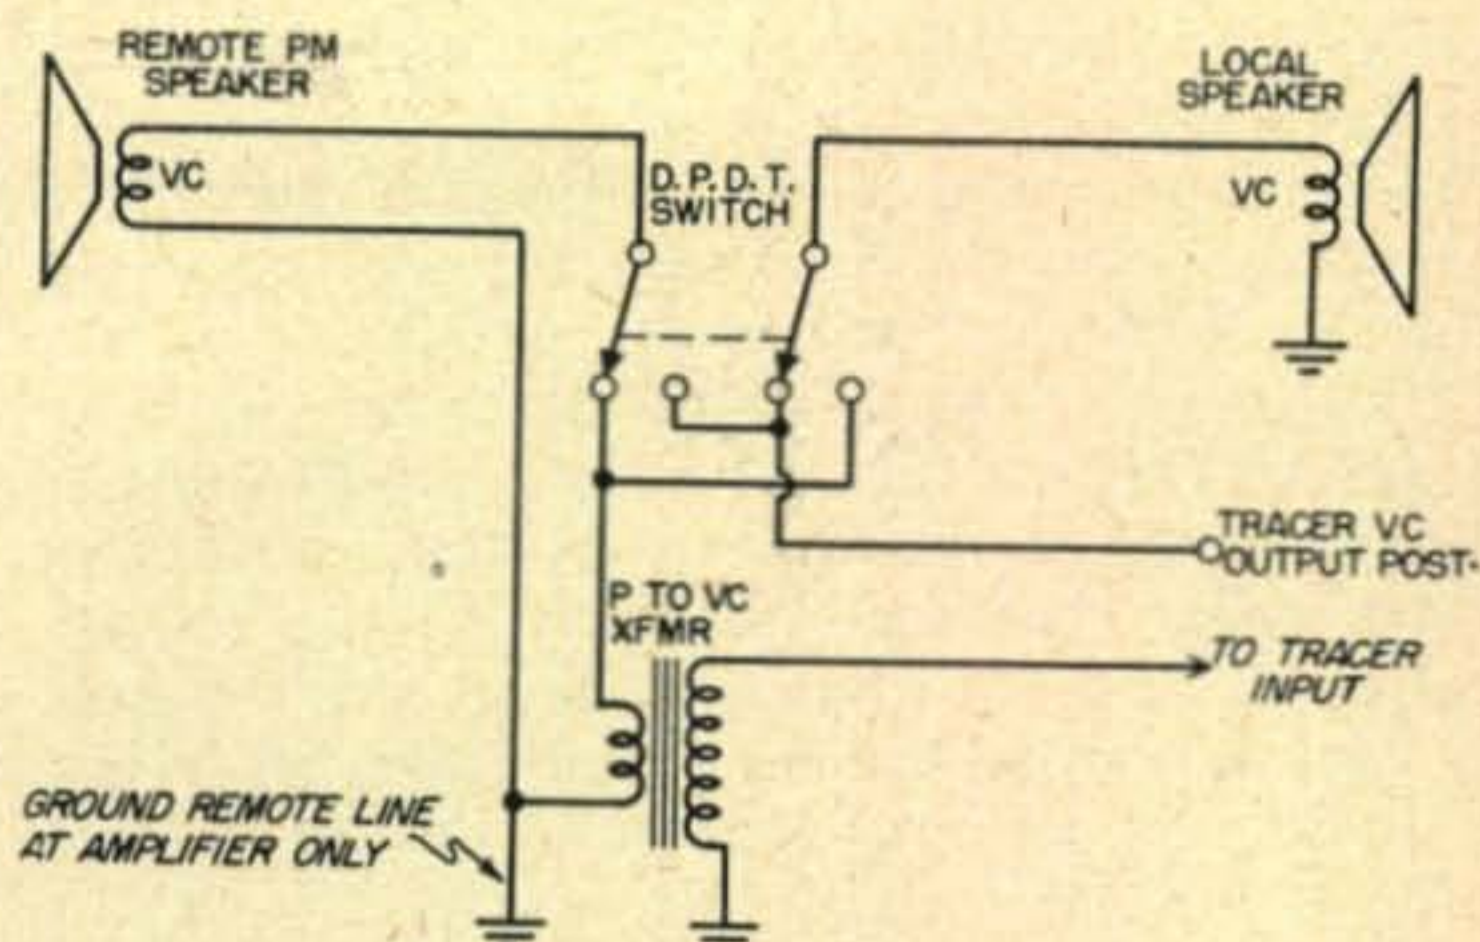 REMOTE PM
SPEAKER
LOCAL
SPEAKER
VC
D. P. D. T.
SWITCH
VC
TRACER VC
OUTPUT POST.
P TO VC
XFMR
TO TRACER
INPUT
GROUND REMOTE LINE
AT AMPLIFIER ONLY